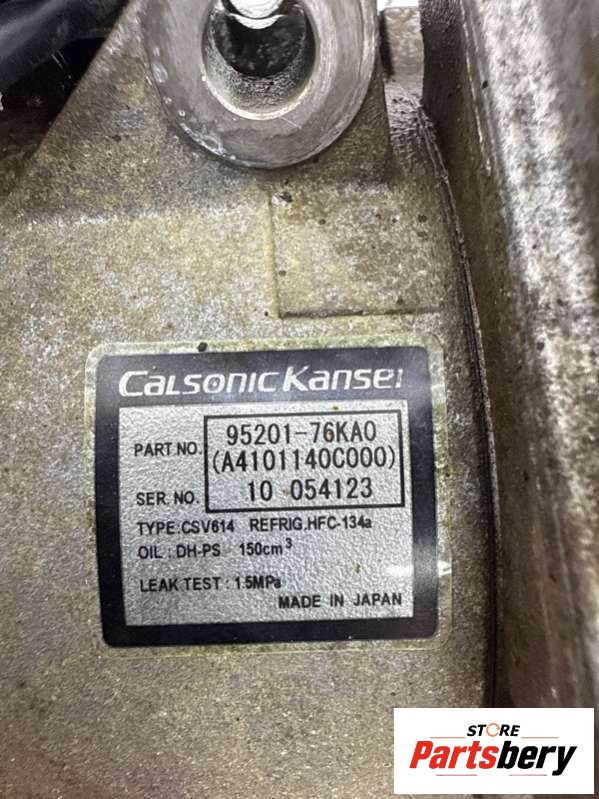 CalsonicKansei
PART NO. 95201-76KA0
(A4101140C000)
SER. NO. 10 054123
TYPE:CSV614 REFRIG.HFC-134a
OIL : DH-PS 150cm³
LEAK TEST : 1.5MPa
MADE IN JAPAN
STORE
Partsbery